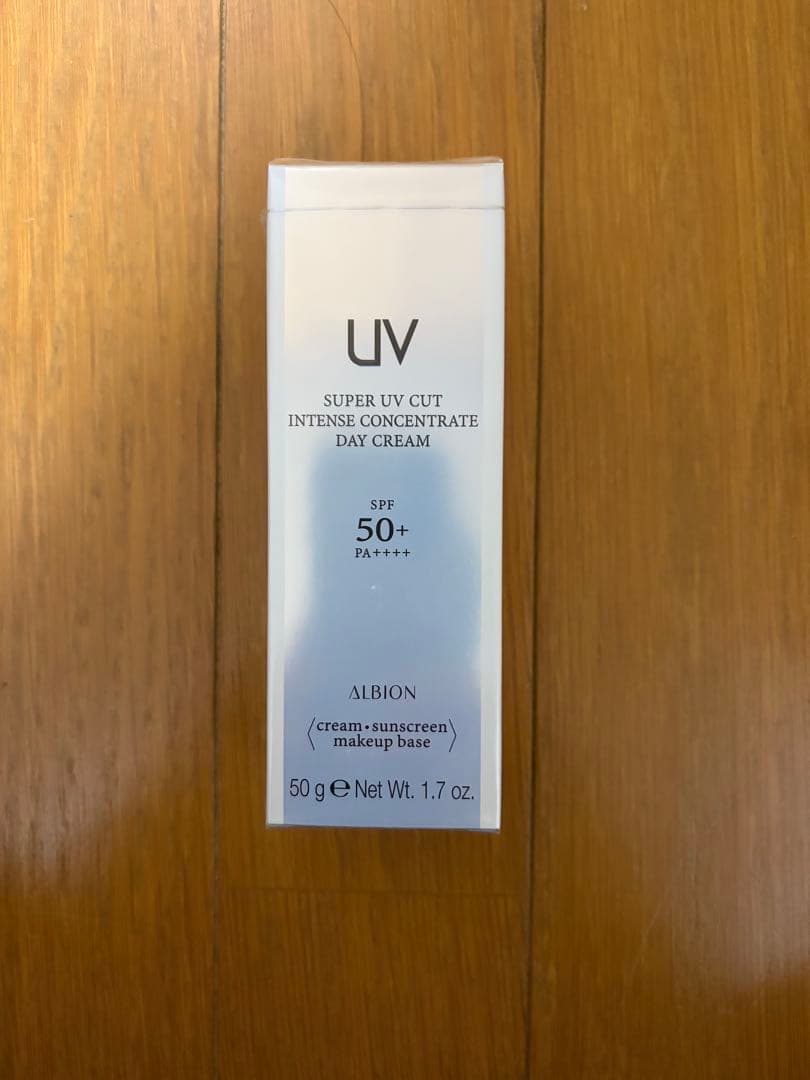 UV
SUPER UV CUT
INTENSE CONCENTRATE
DAY CREAM
SPF
50+
PA++++
ALBION
〈cream・sunscreen
makeup base〉
50 g ℮ Net Wt. 1.7 oz.